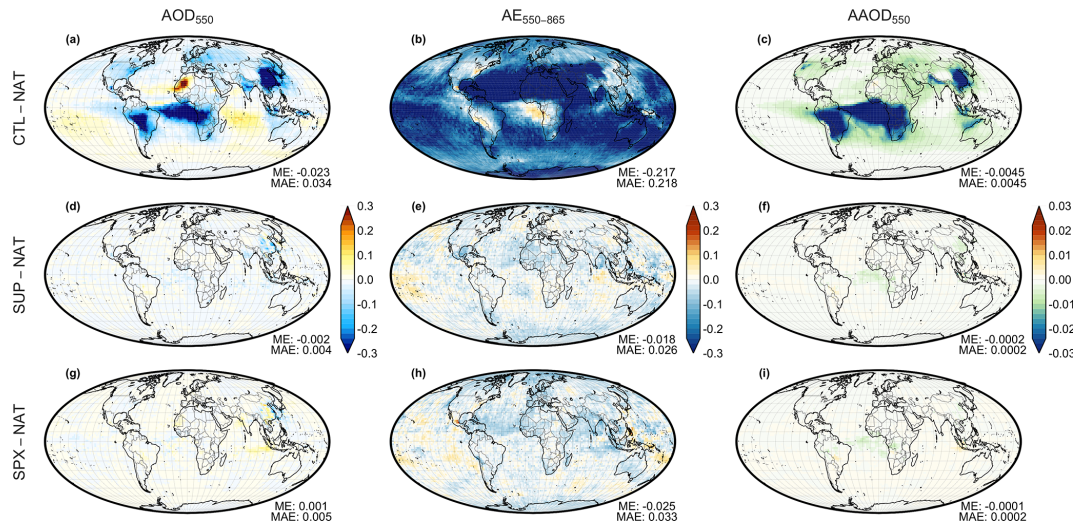 AOD550
AE550–865
AAOD550
CTL – NAT
(a)
(b)
(c)
ME: -0.023
MAE: 0.034
ME: -0.217
MAE: 0.218
ME: -0.0045
MAE: 0.0045
SUP – NAT
(d)
(e)
(f)
0.3
0.2
0.1
0.0
-0.1
-0.2
-0.3
0.3
0.2
0.1
0.0
-0.1
-0.2
-0.3
0.03
0.02
0.01
0.00
-0.01
-0.02
-0.03
ME: -0.002
MAE: 0.004
ME: -0.018
MAE: 0.026
ME: -0.0002
MAE: 0.0002
SPX – NAT
(g)
(h)
(i)
ME: 0.001
MAE: 0.005
ME: -0.025
MAE: 0.033
ME: -0.0001
MAE: 0.0002